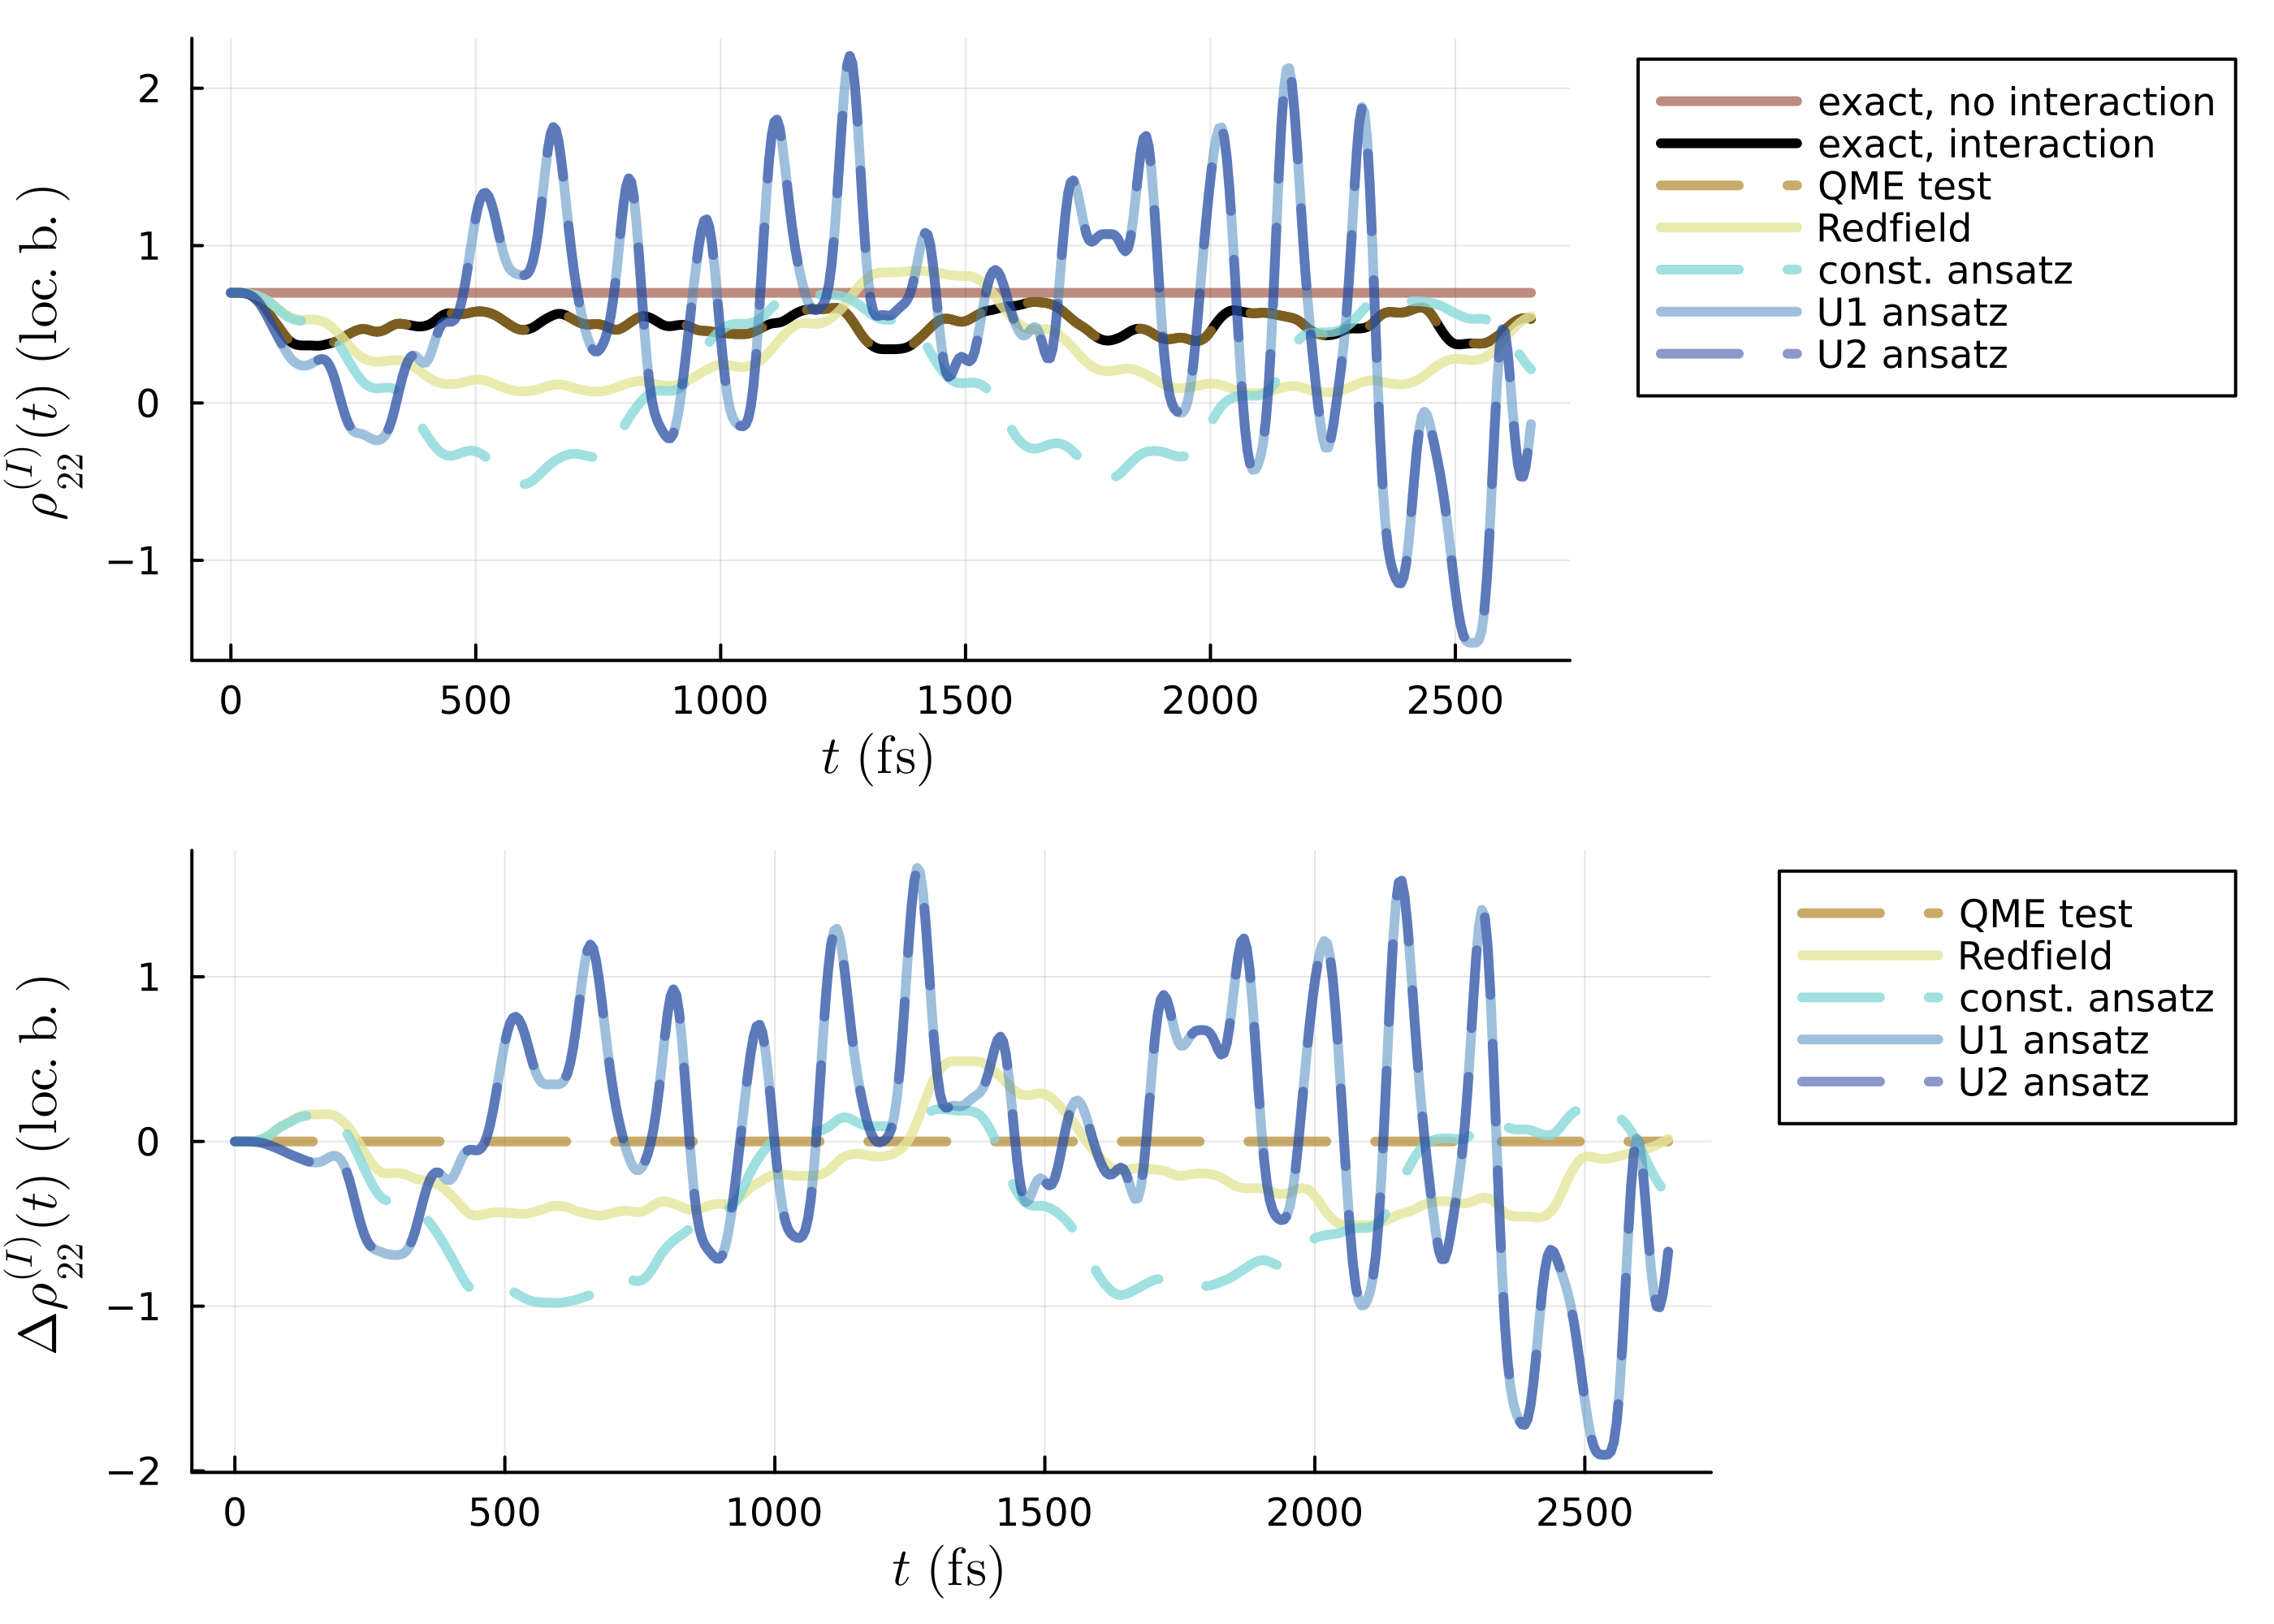 ρ₂₂⁽ᴵ⁾(t) (loc. b. )
2
1
0
−1
0 500 1000 1500 2000 2500
t (fs)
exact, no interaction
exact, interaction
QME test
Redfield
const. ansatz
U1 ansatz
U2 ansatz
Δρ₂₂⁽ᴵ⁾(t) (loc. b. )
1
0
−1
−2
0 500 1000 1500 2000 2500
t (fs)
QME test
Redfield
const. ansatz
U1 ansatz
U2 ansatz